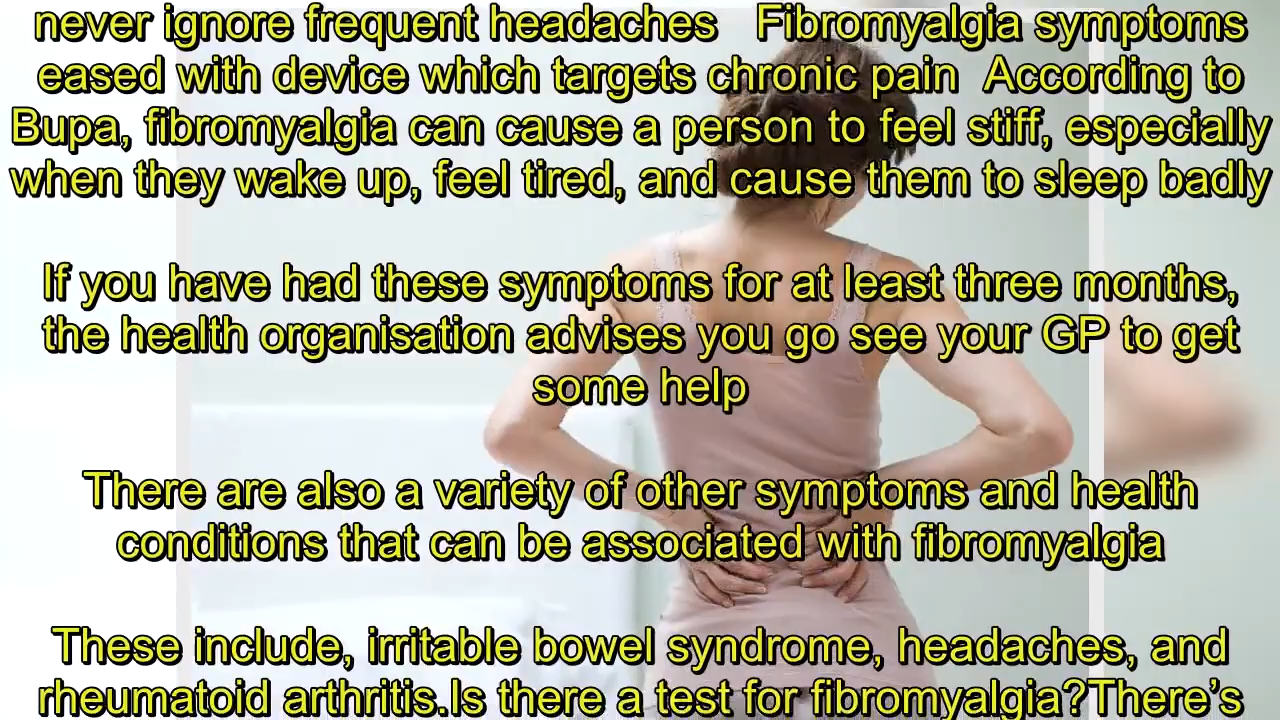 never ignore frequent headaches   Fibromyalgia symptoms
eased with device which targets chronic pain  According to
Bupa, fibromyalgia can cause a person to feel stiff, especially
when they wake up, feel tired, and cause them to sleep badly
If you have had these symptoms for at least three months,
the health organisation advises you go see your GP to get
some help
There are also a variety of other symptoms and health
conditions that can be associated with fibromyalgia
These include, irritable bowel syndrome, headaches, and
rheumatoid arthritis.Is there a test for fibromyalgia?There’s